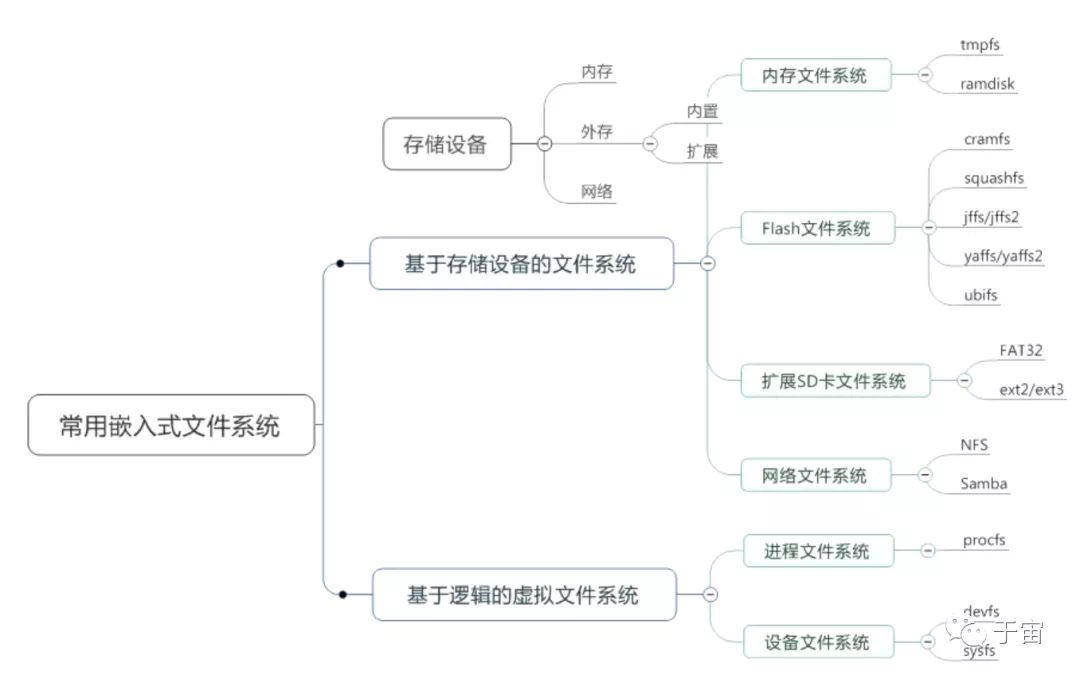 存储设备
内存
外存
内置
扩展
网络
常用嵌入式文件系统
基于存储设备的文件系统
内存文件系统
tmpfs
ramdisk
Flash文件系统
cramfs
squashfs
jffs/jffs2
yaffs/yaffs2
ubifs
扩展SD卡文件系统
FAT32
ext2/ext3
网络文件系统
NFS
Samba
基于逻辑的虚拟文件系统
进程文件系统
procfs
设备文件系统
devfs
sysfs
于宙